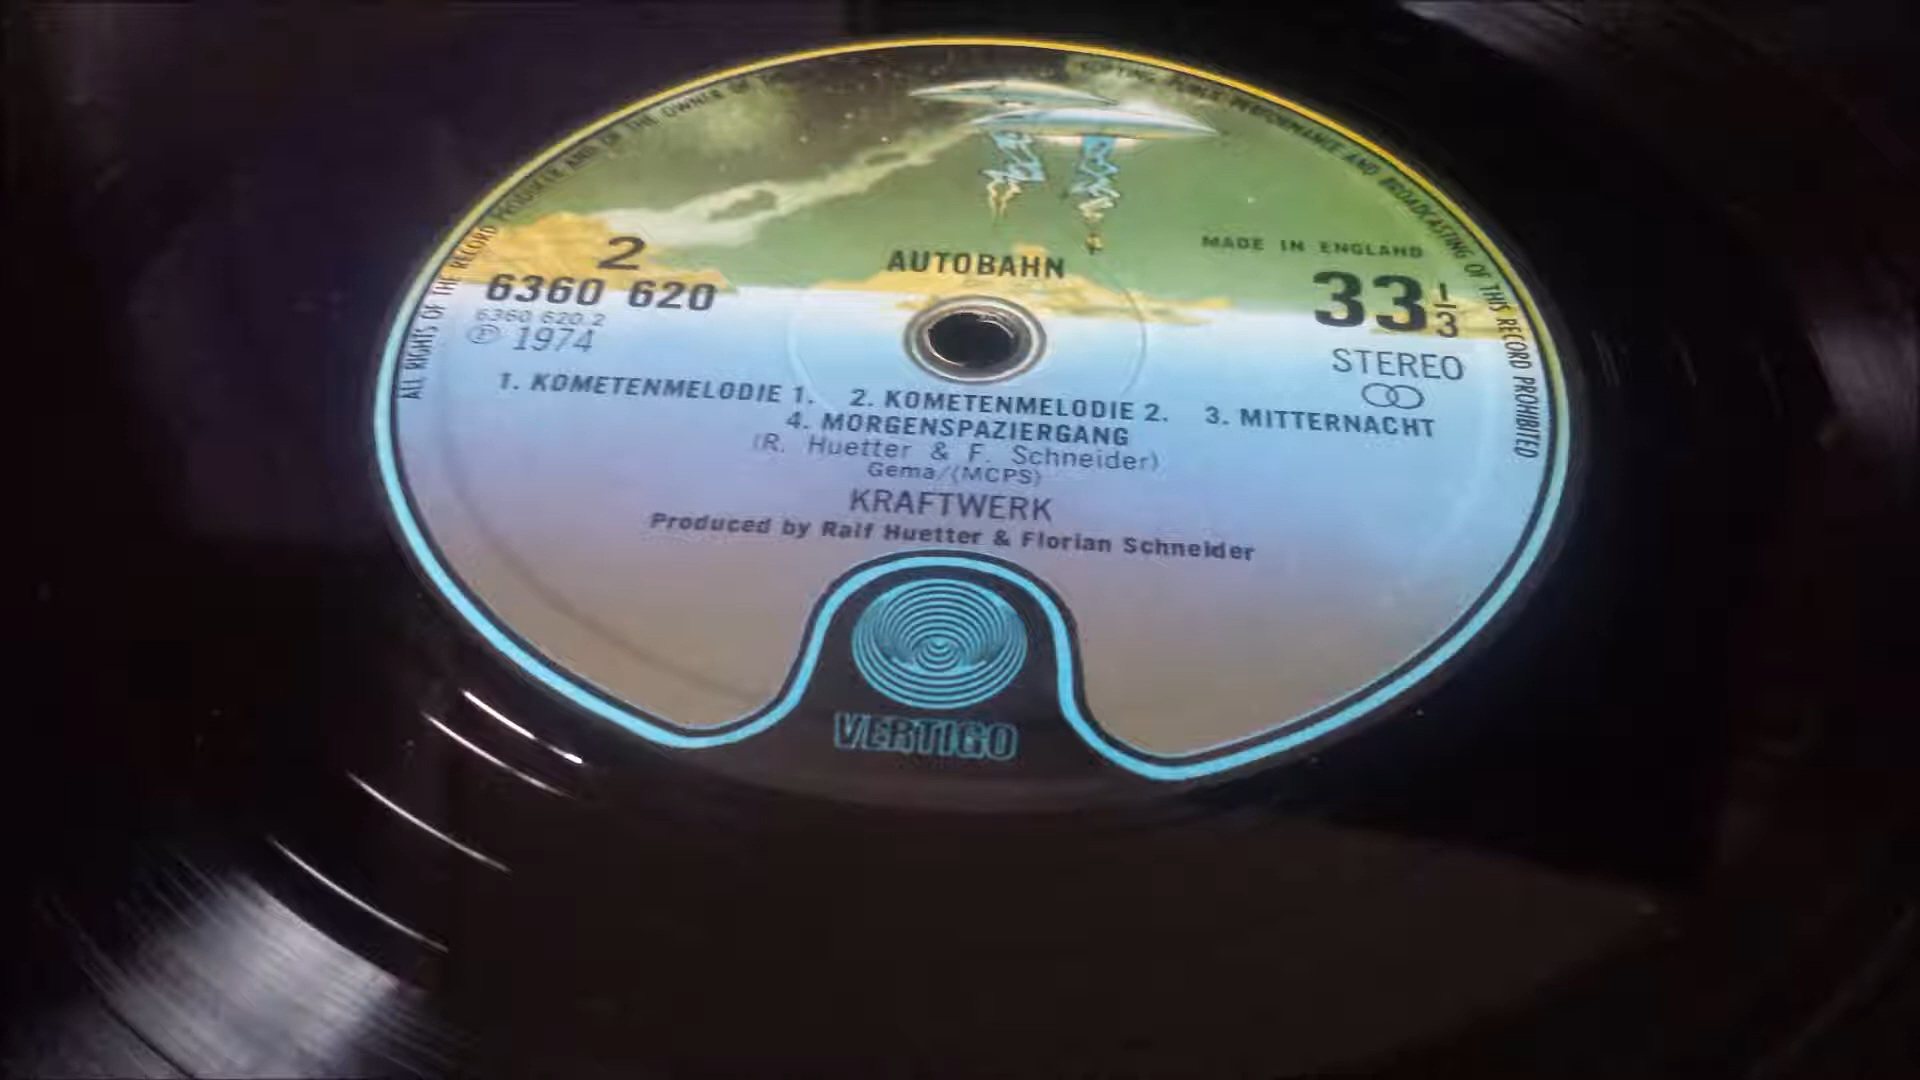 ALL RIGHTS OF THE RECORD PRODUCER AND OF THE OWNER OF
COPYING PUBLIC PERFORMANCE AND BROADCASTING OF THIS RECORD PROHIBITED
2
AUTOBAHN
MADE IN ENGLAND
6360 620
33 1/3
6360 620.2
℗ 1974
STEREO
1. KOMETENMELODIE 1. 2. KOMETENMELODIE 2. 3. MITTERNACHT
4. MORGENSPAZIERGANG
(R. Huetter & F. Schneider)
Gema/(MCPS)
KRAFTWERK
Produced by Ralf Huetter & Florian Schneider
VERTIGO